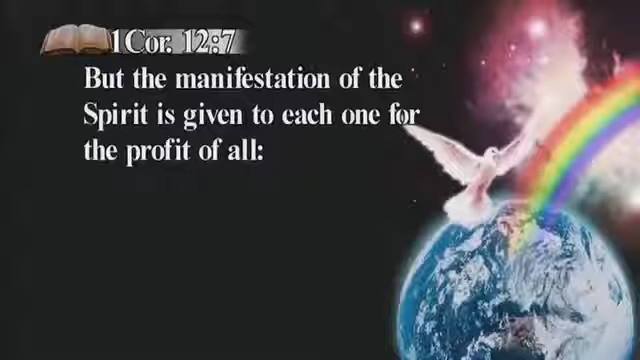 1 Cor. 12:7
But the manifestation of the
Spirit is given to each one for
the profit of all: